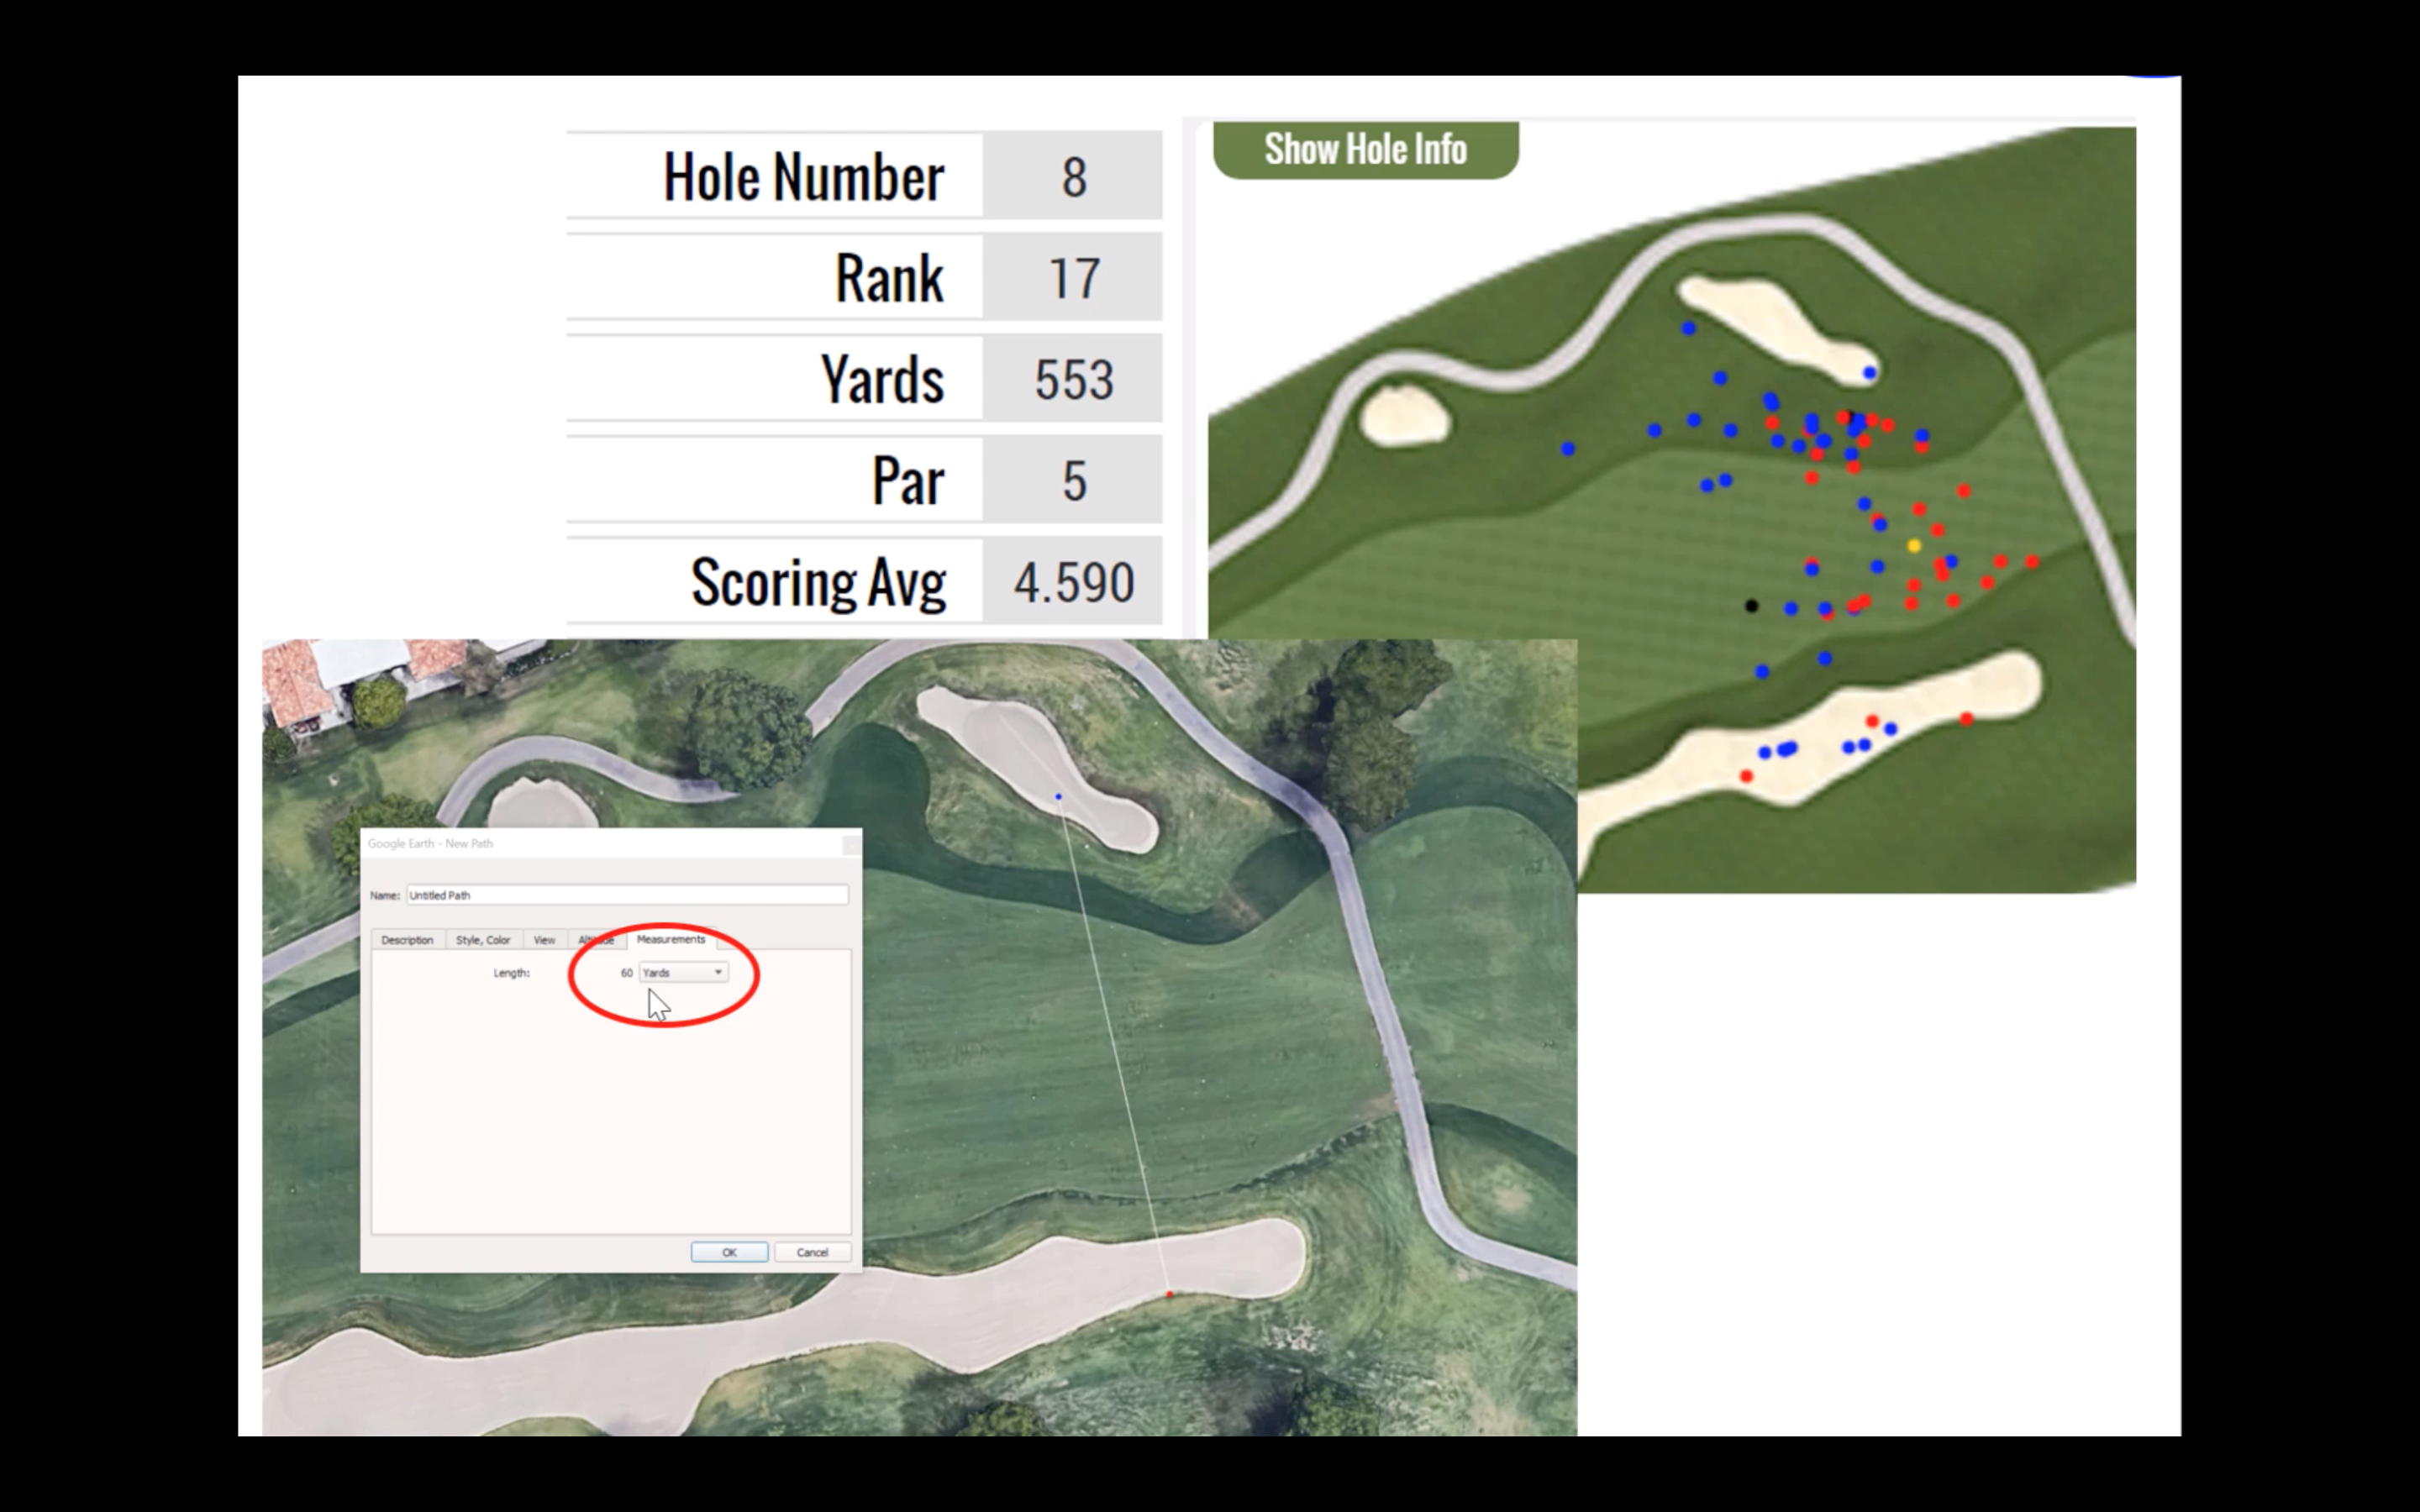 Hole Number 8
Rank 17
Yards 553
Par 5
Scoring Avg 4.590
Show Hole Info
Google Earth - New Path
Name: Untitled Path
Description Style, Color View Altitude Measurements
Length: 60 Yards
OK Cancel